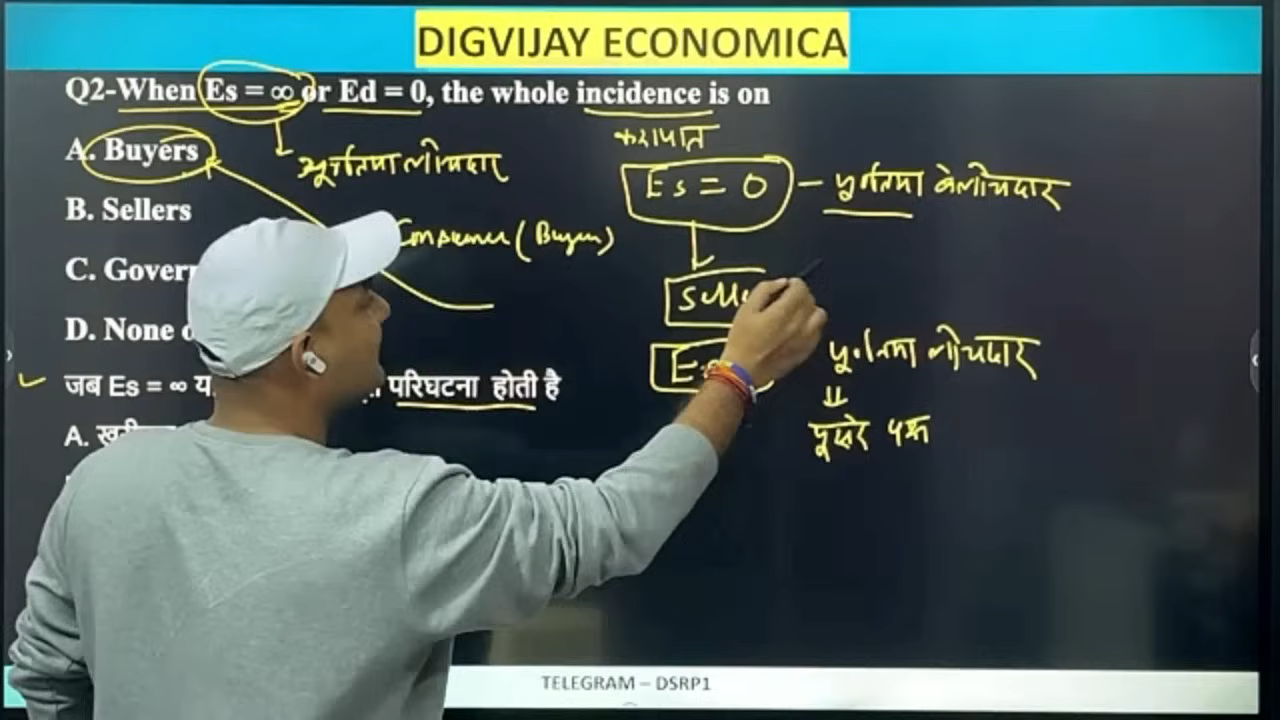 DIGVIJAY ECONOMICA
Q2-When Es = ∞ or Ed = 0, the whole incidence is on
करापात
A. Buyers
पूर्णतया लोचदार
Es = 0 – पूर्णतया बेलोचदार
B. Sellers
Consumer (Buyer)
C. Govern
D. None o
पूर्णतया लोचदार
जब Es = ∞ य परिघटना होती है
A.
दूसरे पक्ष
TELEGRAM – DSRP1